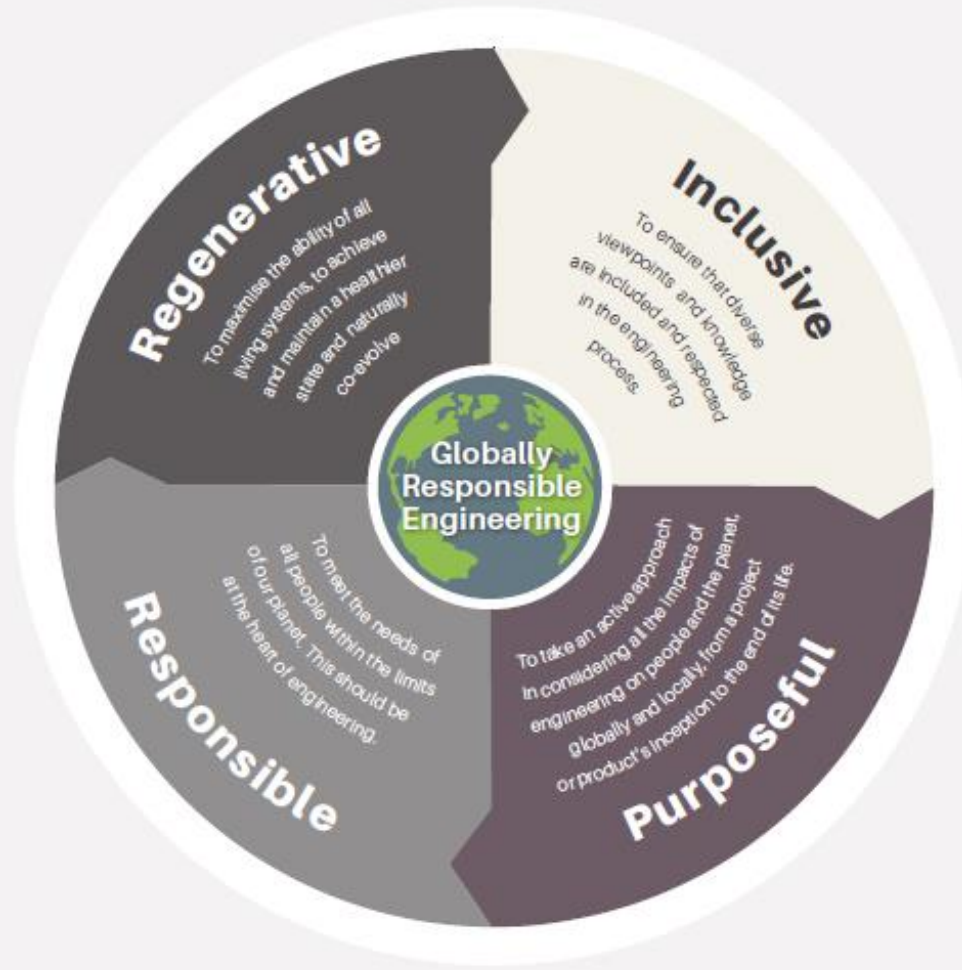 Regenerative
To maximise the ability of all
living systems, to achieve
and maintain a healthier
state and naturally
co-evolve
Inclusive
To ensure that diverse
viewpoints and knowledge
are included and respected
in the engineering
process.
Globally
Responsible
Engineering
To meet the needs of
all people within the limits
of our planet. This should be
at the heart of engineering.
Responsible
To take an active approach
in considering all the impacts of
engineering on people and the planet,
globally and locally, from a project
or product's inception to the end of its life.
Purposeful